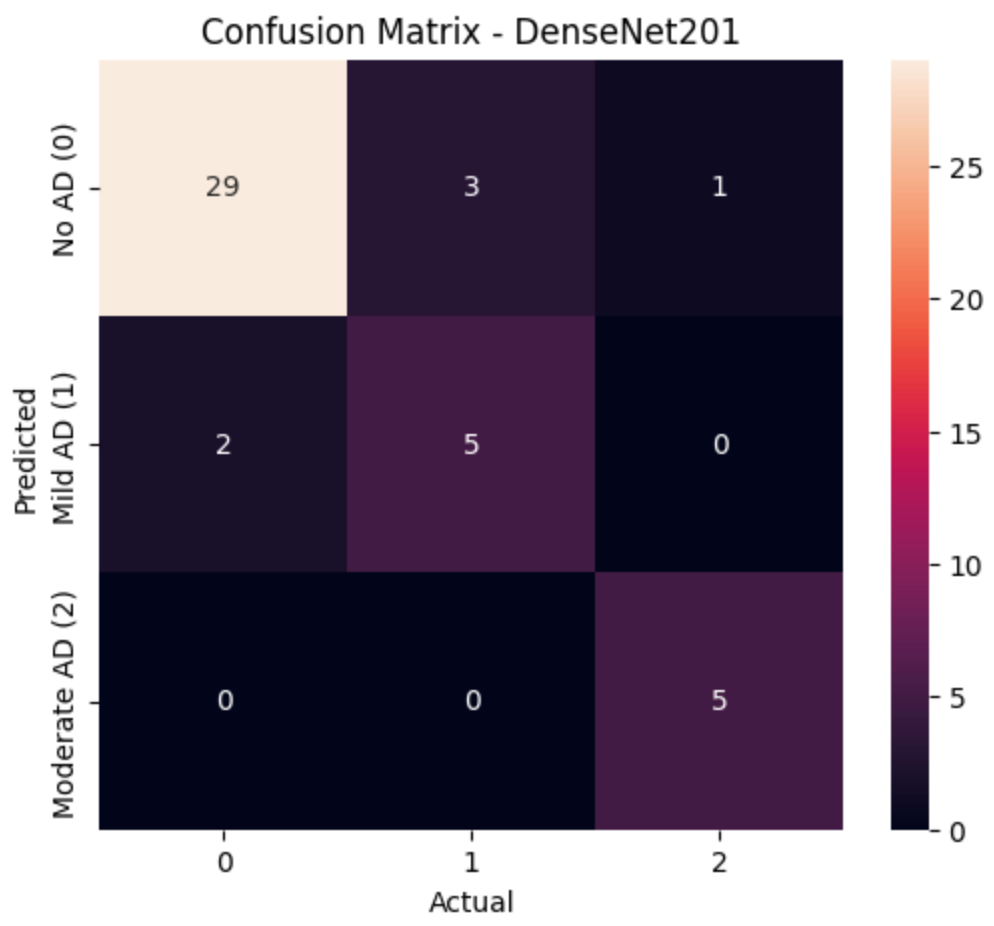 Confusion Matrix - DenseNet201
Predicted
No AD (0)
Mild AD (1)
Moderate AD (2)
29 3 1
2 5 0
0 0 5
0 1 2
Actual
25
20
15
10
5
0